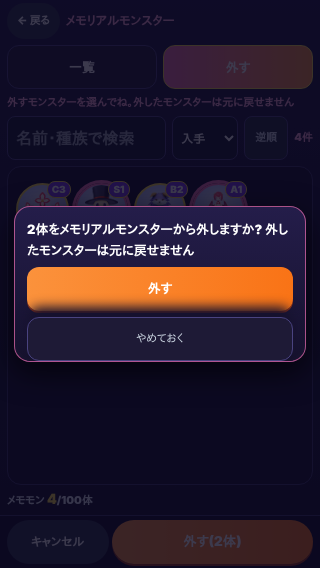 ← 戻る メモリアルモンスター
一覧 外す
外すモンスターを選んでね。外したモンスターは元に戻せません
名前・種族で検索 入手 逆順 4件
C3 S1 B2 A1
2体をメモリアルモンスターから外しますか? 外し
たモンスターは元に戻せません
外す
やめておく
メモモン 4/100体
キャンセル 外す(2体)